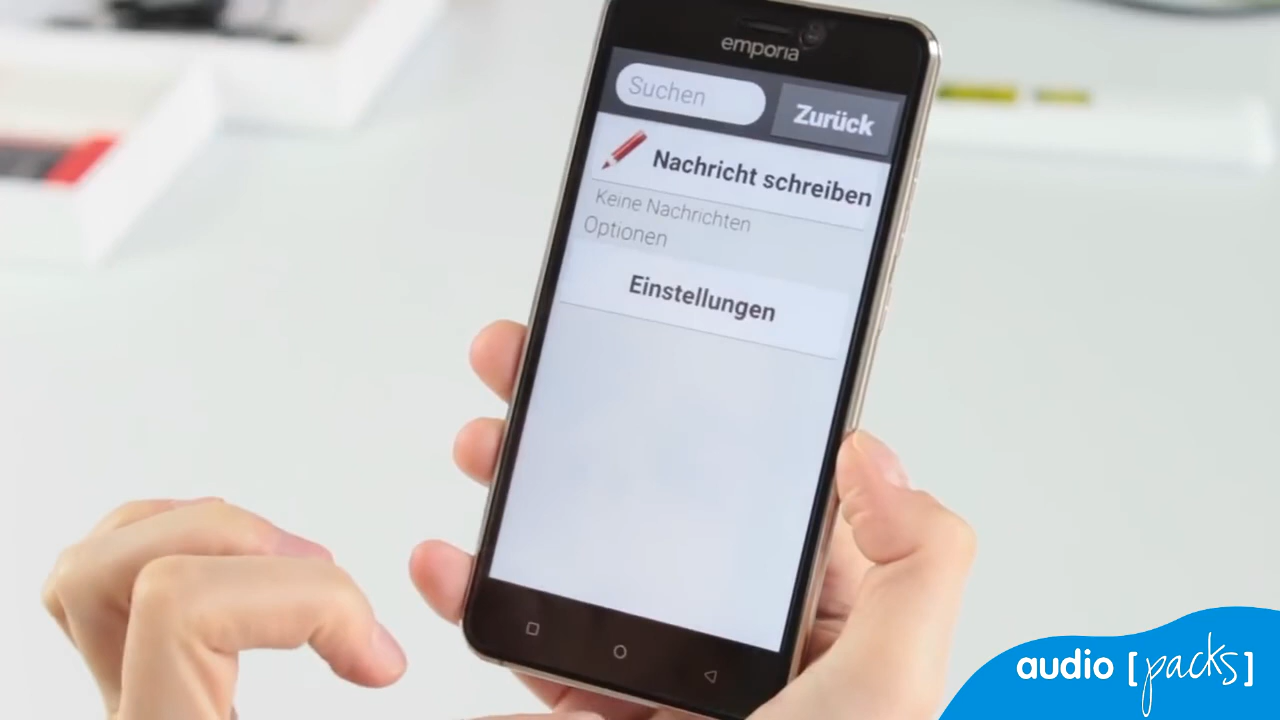 emporia
Suchen
Zurück
Nachricht schreiben
Keine Nachrichten
Optionen
Einstellungen
audio [packs]